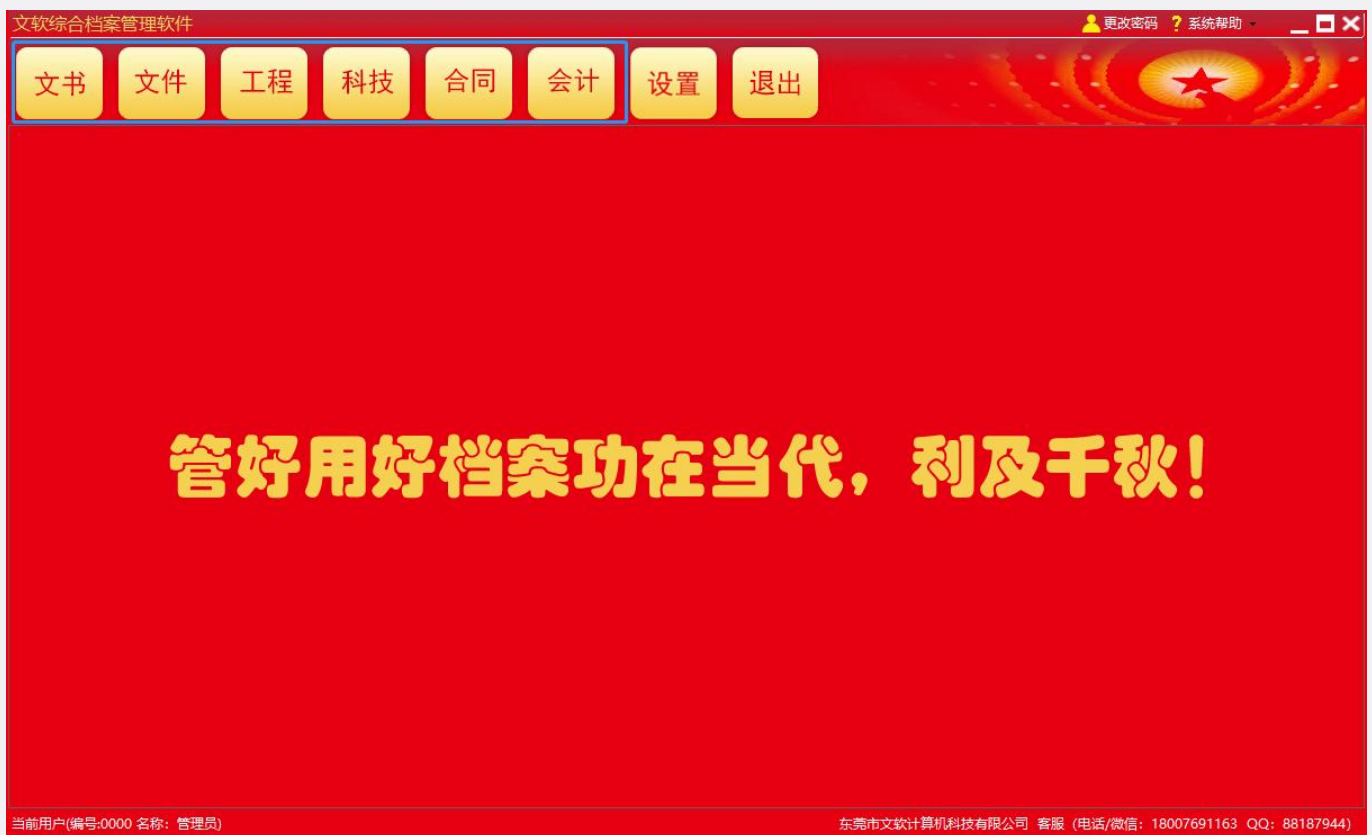 文软综合档案管理软件 更改密码 ? 系统帮助
文书 文件 工程 科技 合同 会计 设置 退出
管好用好档案功在当代，利及千秋！
当前用户(编号:0000 名称：管理员) 东莞市文软计算机科技有限公司 客服（电话/微信：18007691163 QQ：88187944）